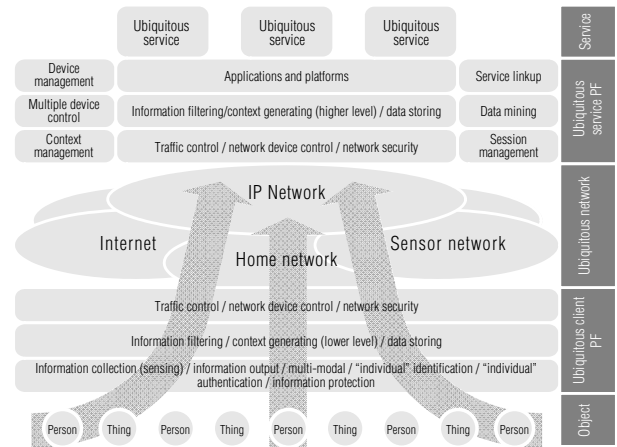 Ubiquitous
service
Ubiquitous
service
Ubiquitous
service
Service
Device
management
Applications and platforms
Service linkup
Multiple device
control
Information filtering/context generating (higher level) / data storing
Data mining
Context
management
Traffic control / network device control / network security
Session
management
Ubiquitous
service PF
IP Network
Internet
Home network
Sensor network
Ubiquitous network
Traffic control / network device control / network security
Information filtering / context generating (lower level) / data storing
Information collection (sensing) / information output / multi-modal / “individual” identification / “individual”
authentication / information protection
Ubiquitous client
PF
Person
Thing
Person
Thing
Person
Thing
Person
Thing
Person
Object